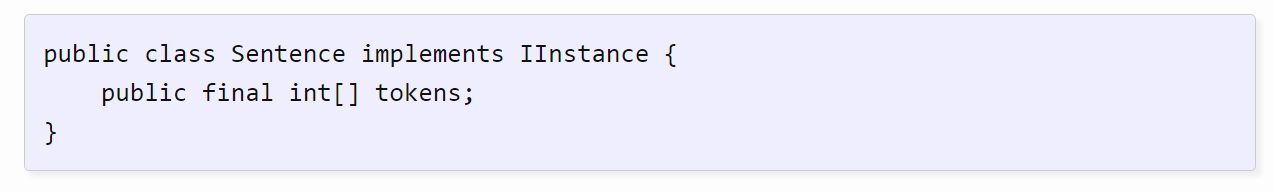 public class Sentence implements IInstance {
    public final int[] tokens;
}